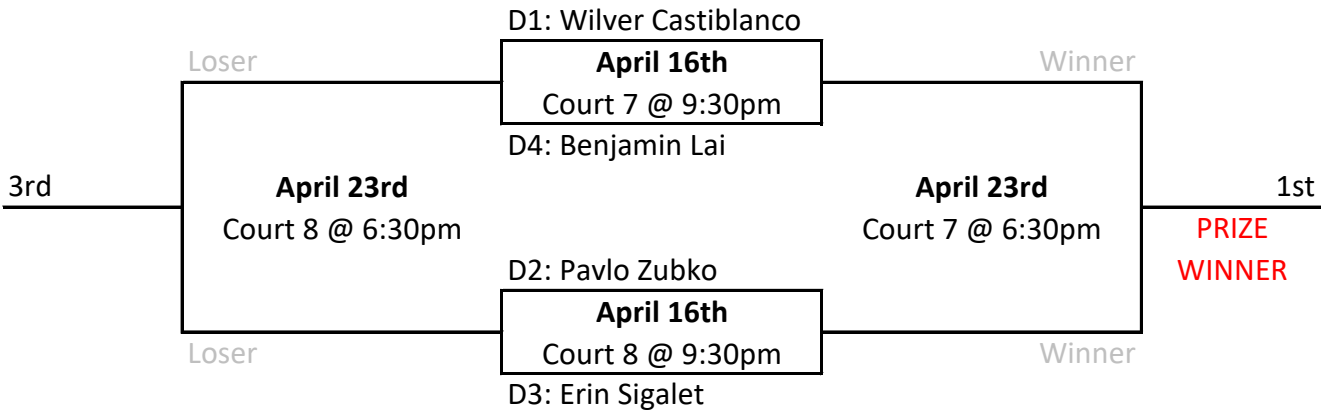 D1: Wilver Castiblanco
Loser
April 16th
Winner
Court 7 @ 9:30pm
D4: Benjamin Lai
3rd
April 23rd
April 23rd
1st
Court 8 @ 6:30pm
Court 7 @ 6:30pm
PRIZE
WINNER
D2: Pavlo Zubko
April 16th
Loser
Court 8 @ 9:30pm
Winner
D3: Erin Sigalet